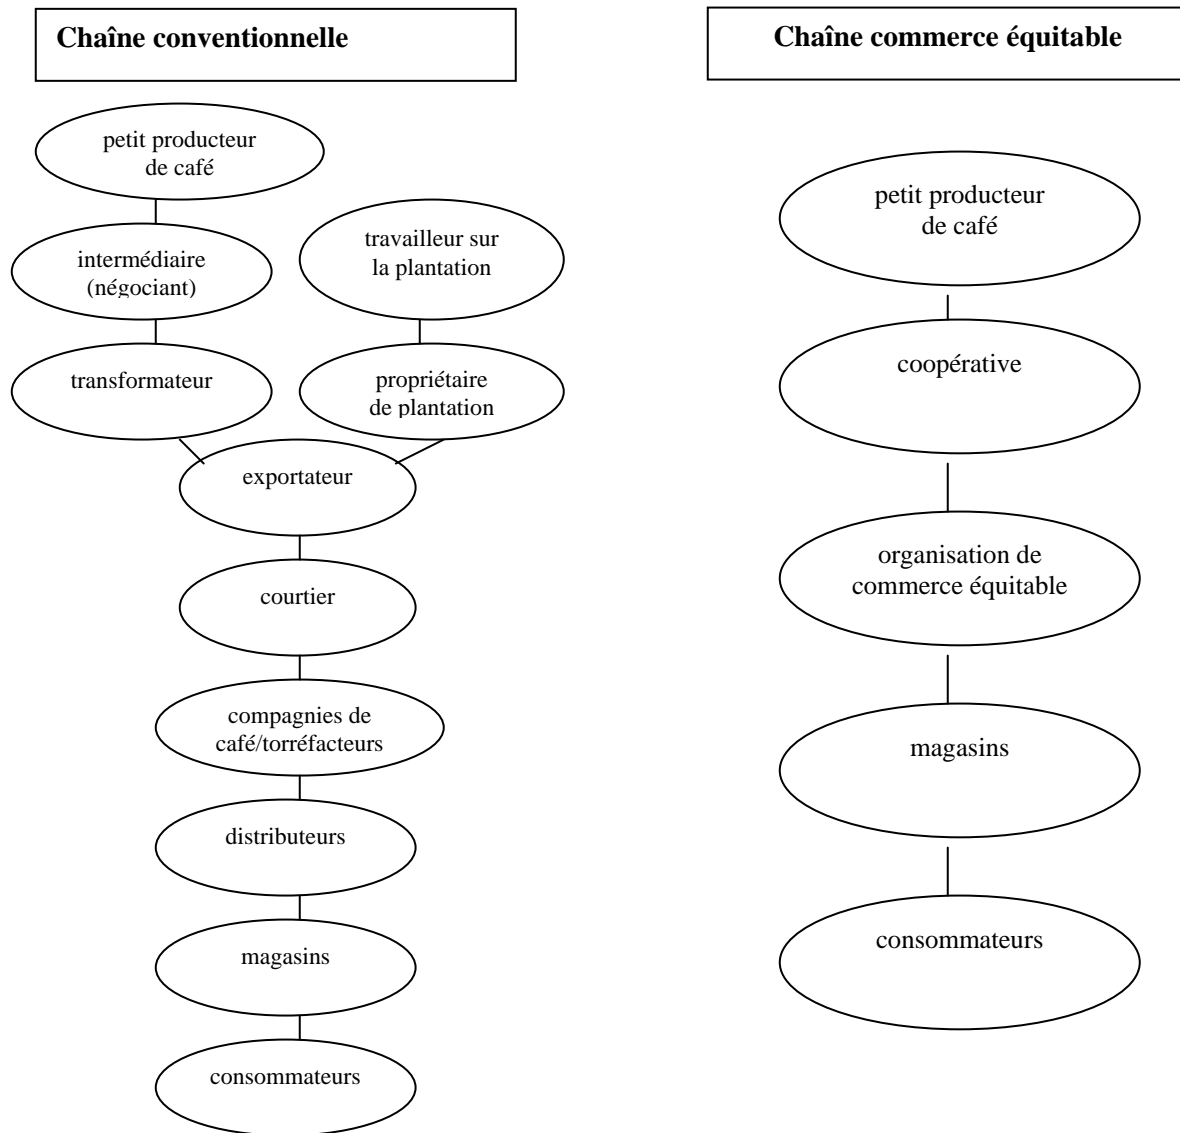 Chaîne conventionnelle
petit producteur
de café
intermédiaire
(négociant)
travailleur sur
la plantation
transformateur
propriétaire
de plantation
exportateur
courtier
compagnies de
café/torréfacteurs
distributeurs
magasins
consommateurs
Chaîne commerce équitable
petit producteur
de café
coopérative
organisation de
commerce équitable
magasins
consommateurs